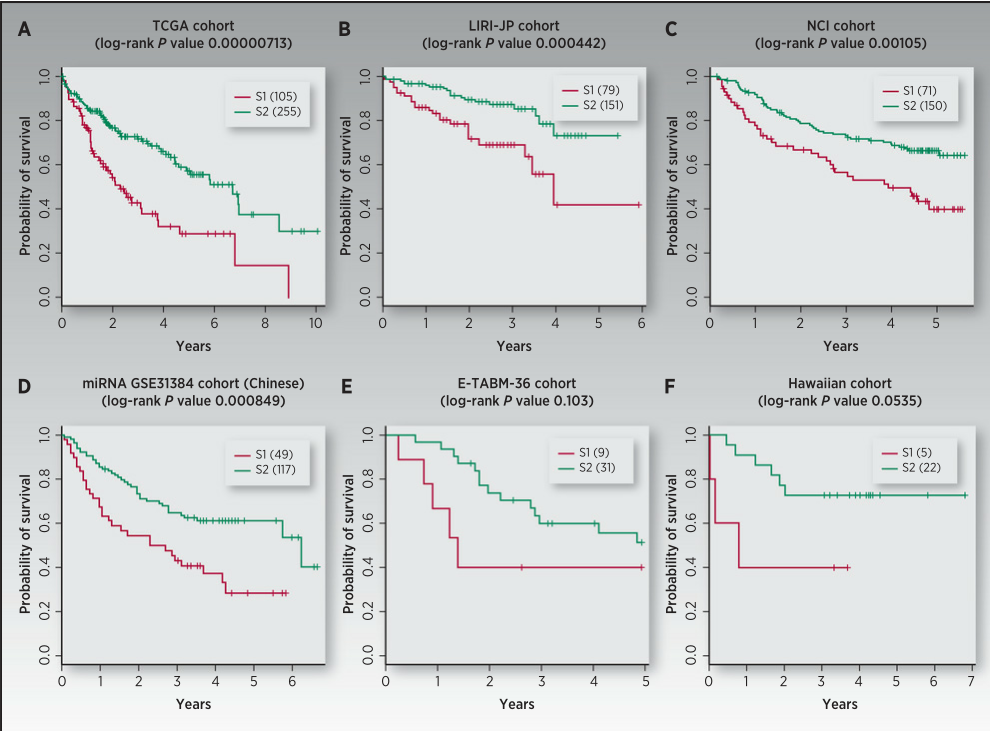 A
TCGA cohort
(log-rank P value 0.00000713)
Probability of survival
1.0
0.8
0.6
0.4
0.2
0.0
S1 (105)
S2 (255)
0 2 4 6 8 10
Years
B
LIRI-JP cohort
(log-rank P value 0.000442)
Probability of survival
1.0
0.8
0.6
0.4
0.2
0.0
S1 (79)
S2 (151)
0 1 2 3 4 5 6
Years
C
NCI cohort
(log-rank P value 0.00105)
Probability of survival
1.0
0.8
0.6
0.4
0.2
0.0
S1 (71)
S2 (150)
0 1 2 3 4 5
Years
D
miRNA GSE31384 cohort (Chinese)
(log-rank P value 0.000849)
Probability of survival
1.0
0.8
0.6
0.4
0.2
0.0
S1 (49)
S2 (117)
0 1 2 3 4 5 6
Years
E
E-TABM-36 cohort
(log-rank P value 0.103)
Probability of survival
1.0
0.8
0.6
0.4
0.2
0.0
S1 (9)
S2 (31)
0 1 2 3 4 5
Years
F
Hawaiian cohort
(log-rank P value 0.0535)
Probability of survival
1.0
0.8
0.6
0.4
0.2
0.0
S1 (5)
S2 (22)
0 1 2 3 4 5 6 7
Years